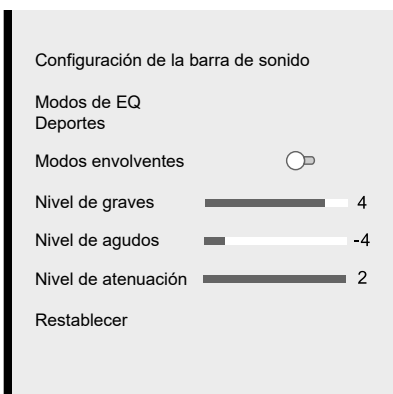 Configuración de la barra de sonido
Modos de EQ
Deportes
Modos envolventes
Nivel de graves 4
Nivel de agudos -4
Nivel de atenuación 2
Restablecer